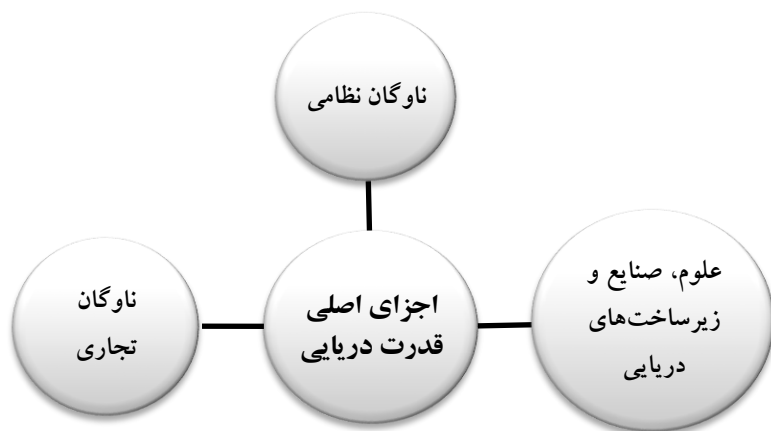 ناوگان نظامی
علوم، صنایع و
زیرساخت‌های
دریایی
اجزای اصلی
قدرت دریایی
ناوگان
تجاری